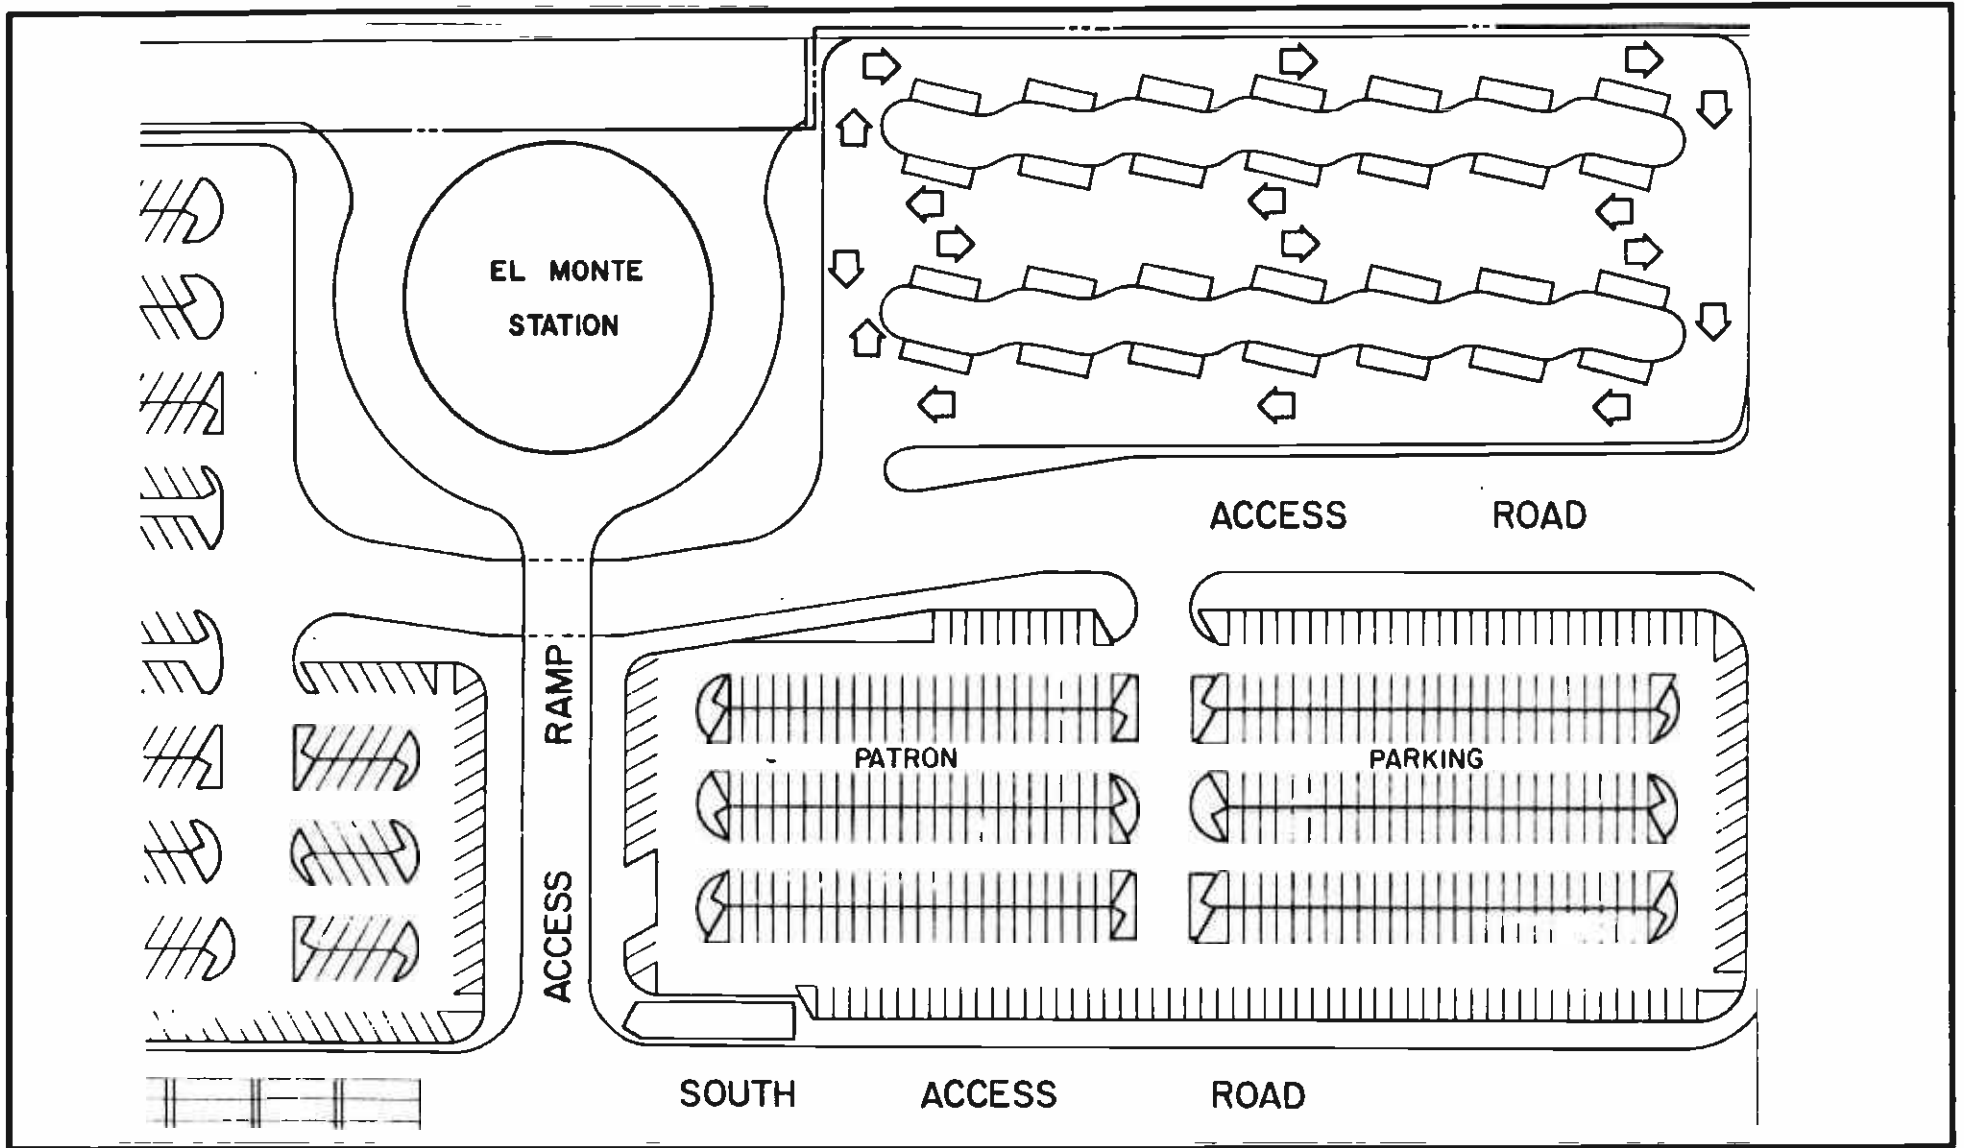 EL MONTE
STATION
ACCESS ROAD
ACCESS RAMP
PATRON PARKING
SOUTH ACCESS ROAD